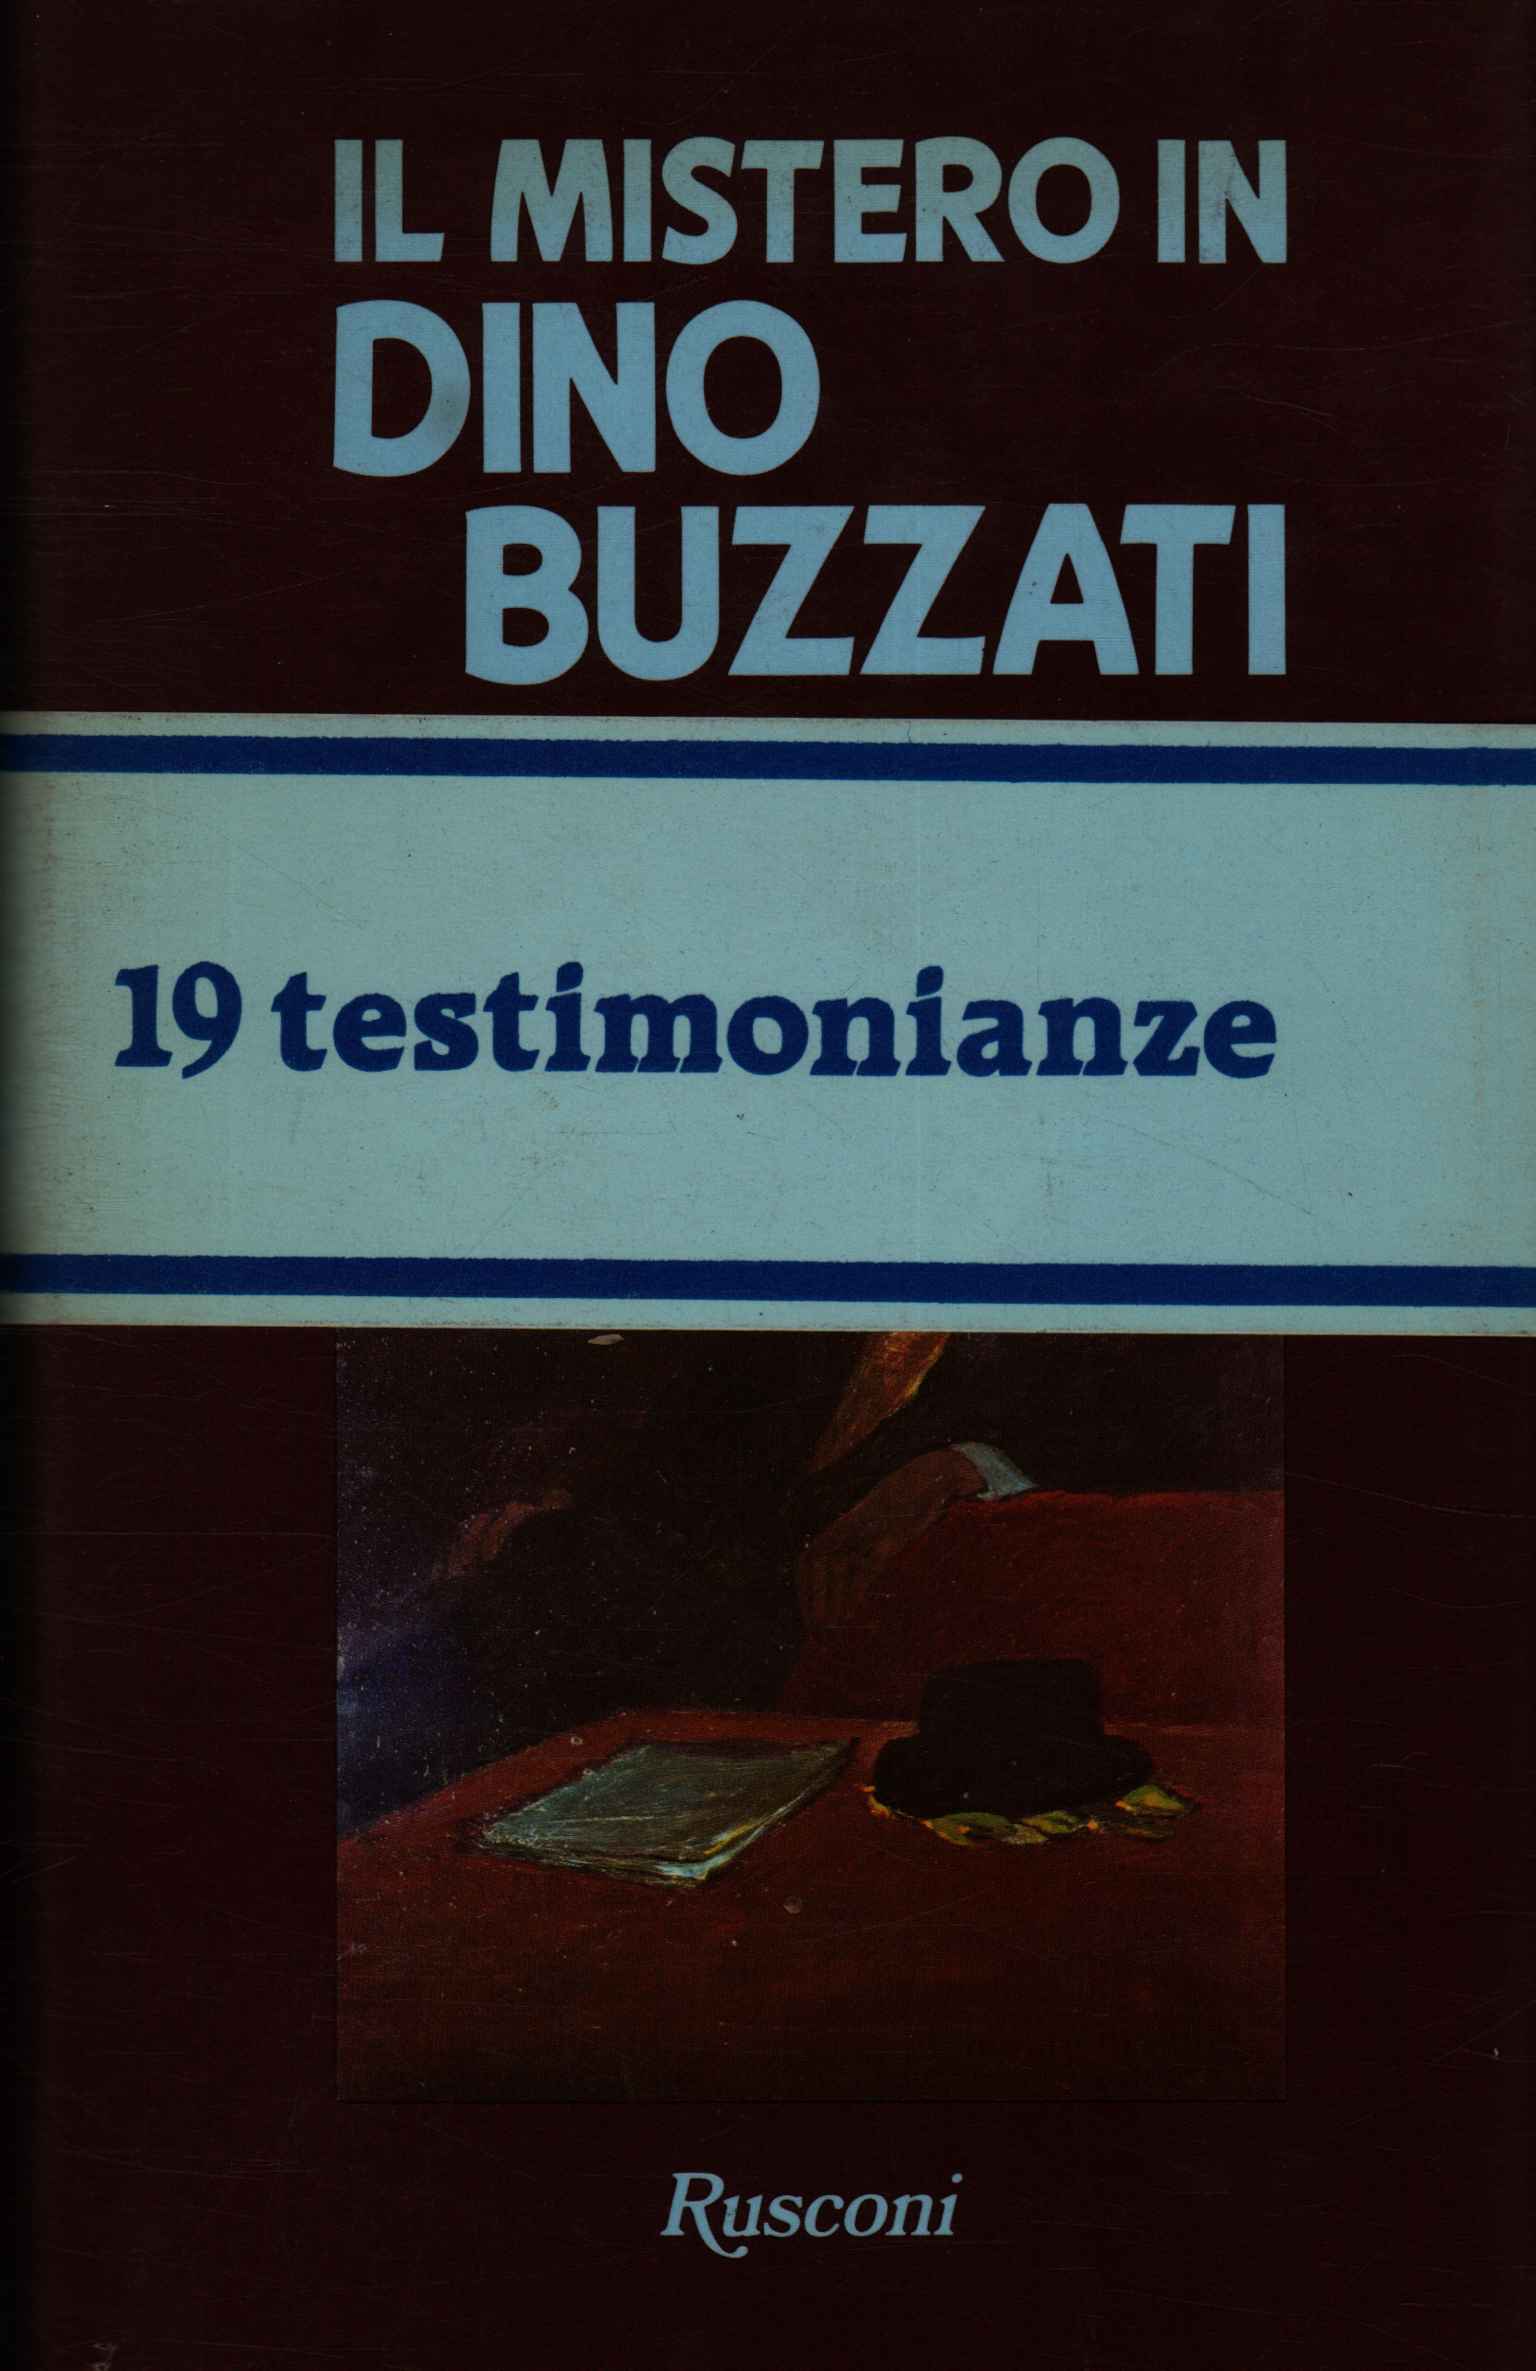 IL MISTERO IN
DINO
BUZZATI
19 testimonianze
Rusconi